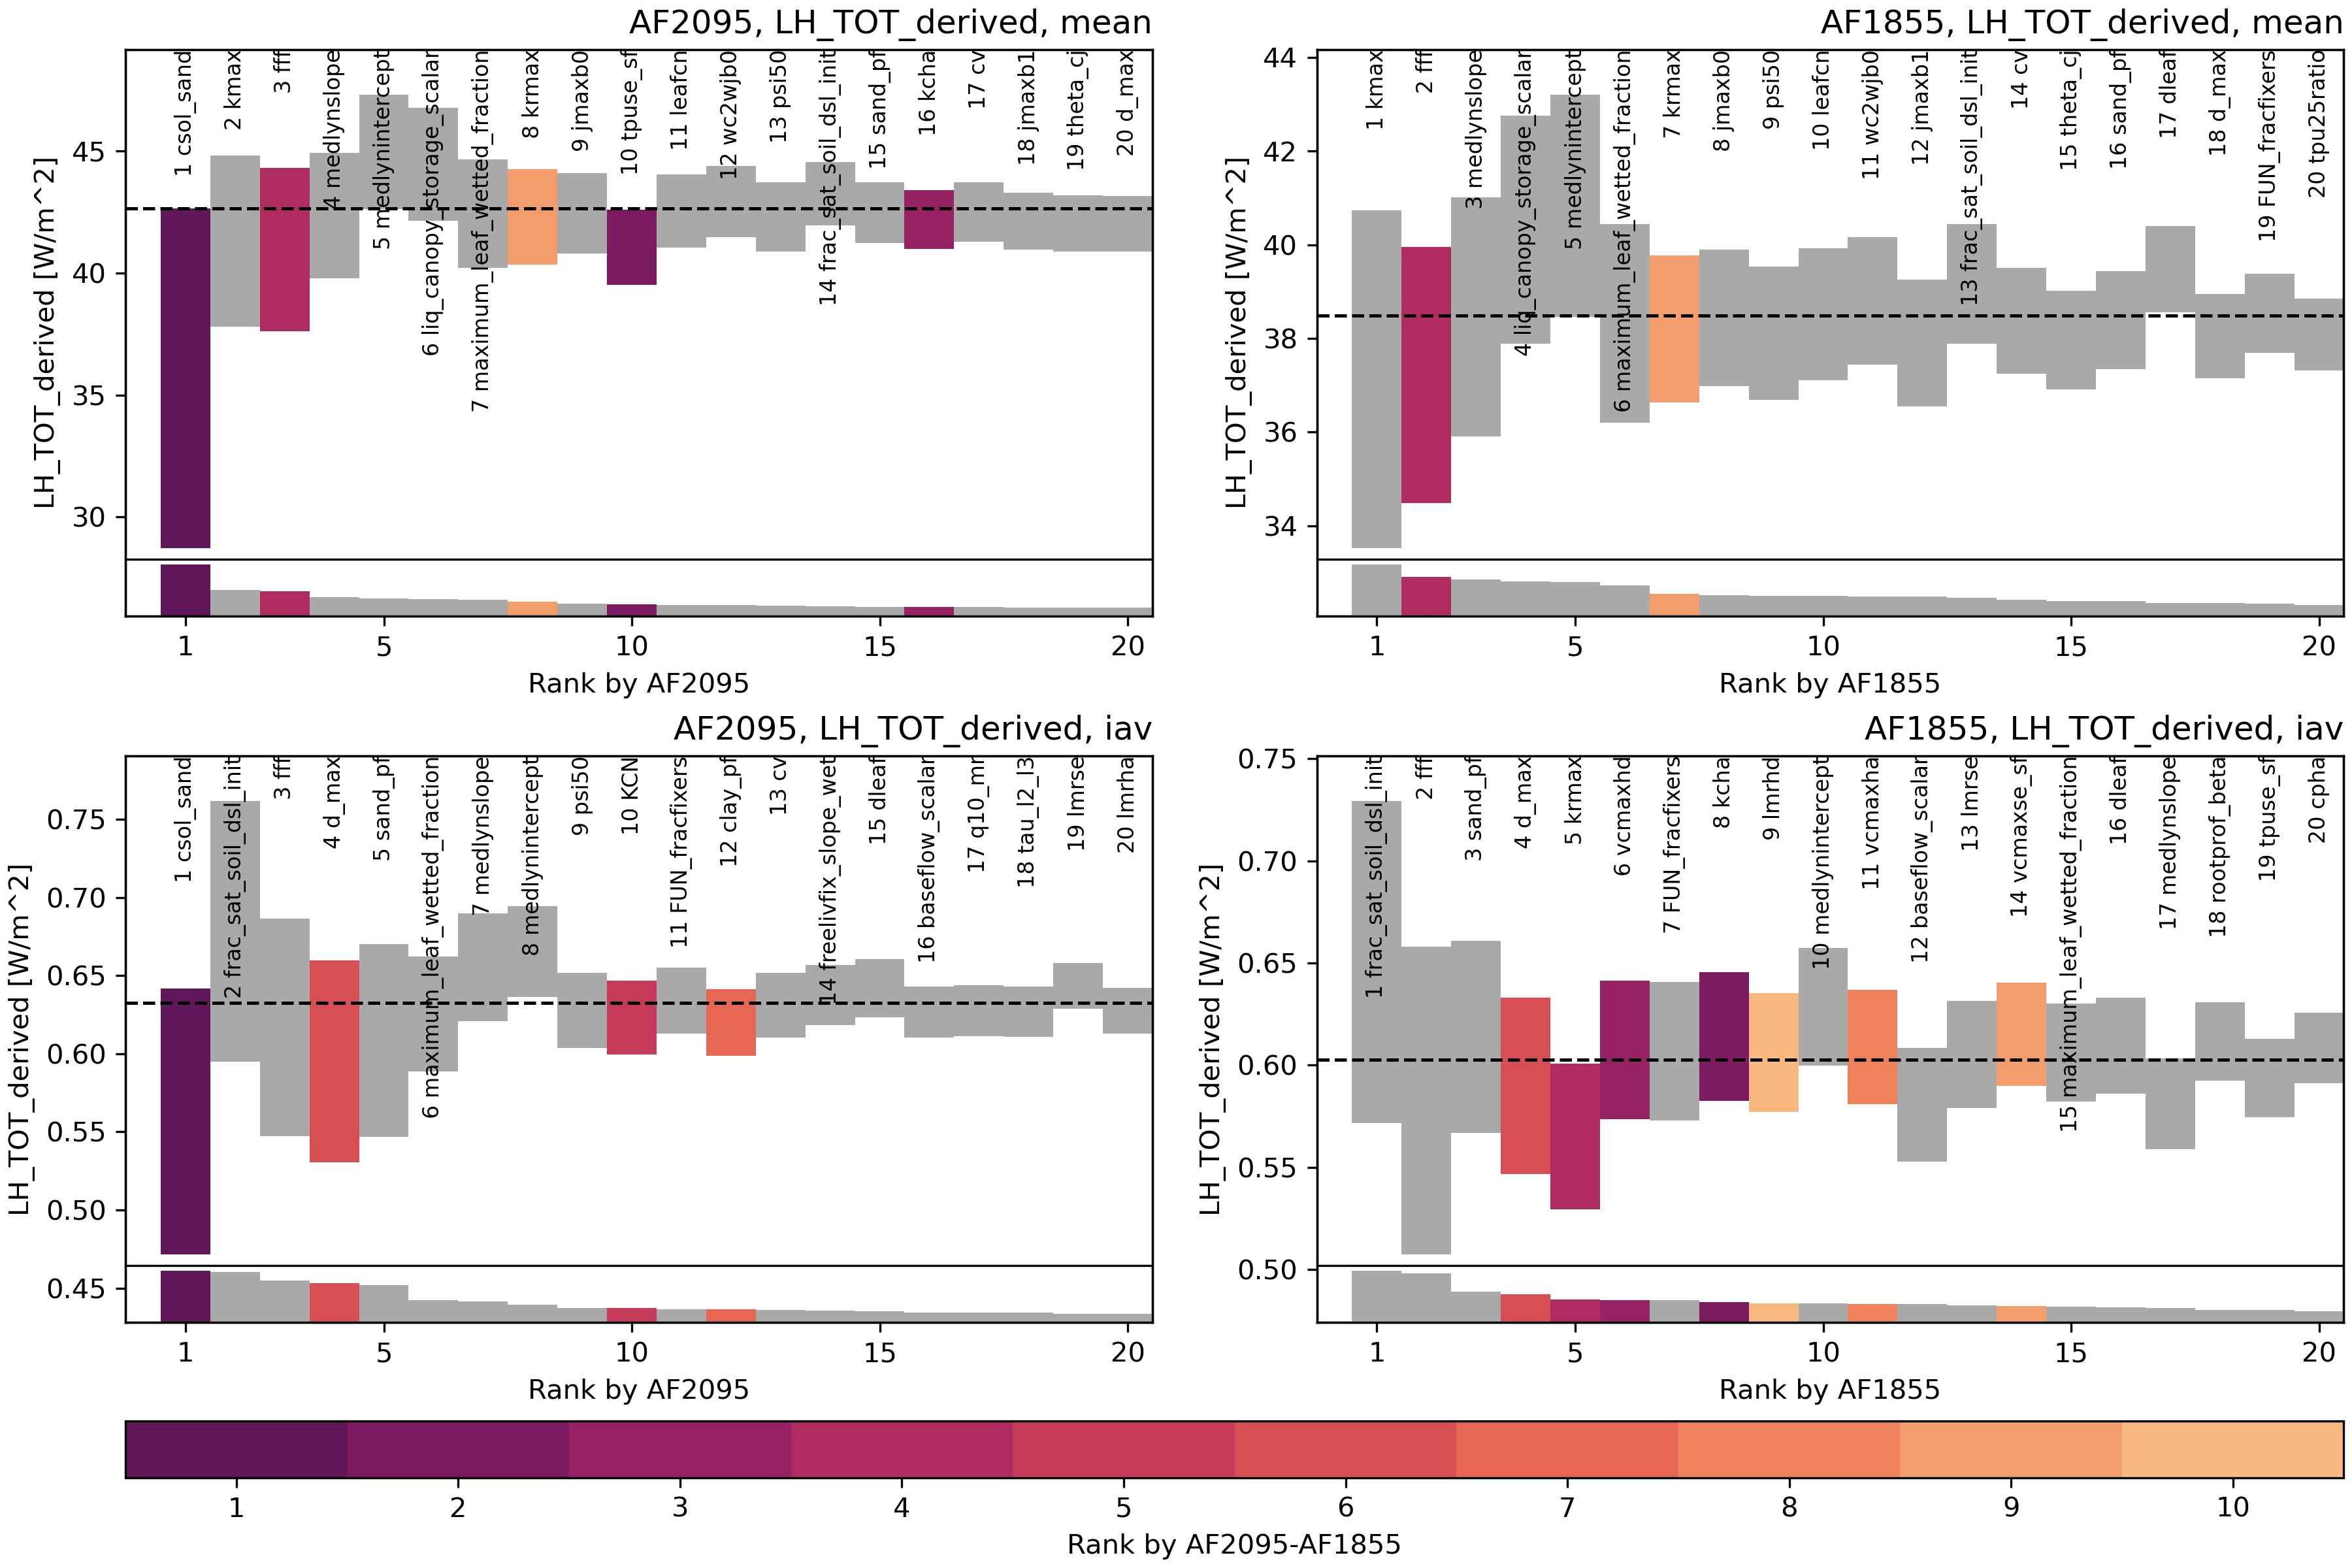 AF2095, LH_TOT_derived, mean
LH_TOT_derived [W/m^2]
45
40
35
30
1 csol_sand
2 kmax
3 fff
4 medlynslope
5 medlynintercept
6 liq_canopy_storage_scalar
7 maximum_leaf_wetted_fraction
8 krmax
9 jmaxb0
10 tpuse_sf
11 leafcn
12 wc2wjb0
13 psi50
14 frac_sat_soil_dsl_init
15 sand_pf
16 kcha
17 cv
18 jmaxb1
19 theta_cj
20 d_max
1 5 10 15 20
Rank by AF2095
AF1855, LH_TOT_derived, mean
LH_TOT_derived [W/m^2]
44
42
40
38
36
34
1 kmax
2 fff
3 medlynslope
4 liq_canopy_storage_scalar
5 medlynintercept
6 maximum_leaf_wetted_fraction
7 krmax
8 jmaxb0
9 psi50
10 leafcn
11 wc2wjb0
12 jmaxb1
13 frac_sat_soil_dsl_init
14 cv
15 theta_cj
16 sand_pf
17 dleaf
18 d_max
19 FUN_fracfixers
20 tpu25ratio
1 5 10 15 20
Rank by AF1855
AF2095, LH_TOT_derived, iav
LH_TOT_derived [W/m^2]
0.75
0.70
0.65
0.60
0.55
0.50
0.45
1 csol_sand
2 frac_sat_soil_dsl_init
3 fff
4 d_max
5 sand_pf
6 maximum_leaf_wetted_fraction
7 medlynslope
8 medlynintercept
9 psi50
10 KCN
11 FUN_fracfixers
12 clay_pf
13 cv
14 freelivfix_slope_wet
15 dleaf
16 baseflow_scalar
17 q10_mr
18 tau_l2_l3
19 lmrse
20 lmrha
1 5 10 15 20
Rank by AF2095
AF1855, LH_TOT_derived, iav
LH_TOT_derived [W/m^2]
0.75
0.70
0.65
0.60
0.55
0.50
1 frac_sat_soil_dsl_init
2 fff
3 sand_pf
4 d_max
5 krmax
6 vcmaxhd
7 FUN_fracfixers
8 kcha
9 lmrhd
10 medlynintercept
11 vcmaxha
12 baseflow_scalar
13 lmrse
14 vcmaxse_sf
15 maximum_leaf_wetted_fraction
16 dleaf
17 medlynslope
18 rootprof_beta
19 tpuse_sf
20 cpha
1 5 10 15 20
Rank by AF1855
1 2 3 4 5 6 7 8 9 10
Rank by AF2095-AF1855